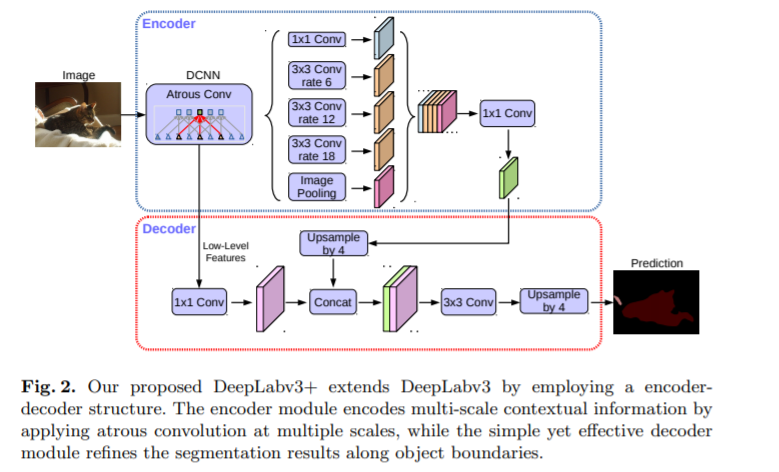 Encoder
Image
DCNN
Atrous Conv
1x1 Conv
3x3 Conv
rate 6
3x3 Conv
rate 12
3x3 Conv
rate 18
Image
Pooling
1x1 Conv
Decoder
Low-Level
Features
Upsample
by 4
1x1 Conv
Concat
3x3 Conv
Upsample
by 4
Prediction
Fig. 2. Our proposed DeepLabv3+ extends DeepLabv3 by employing a encoder-
decoder structure. The encoder module encodes multi-scale contextual information by
applying atrous convolution at multiple scales, while the simple yet effective decoder
module refines the segmentation results along object boundaries.